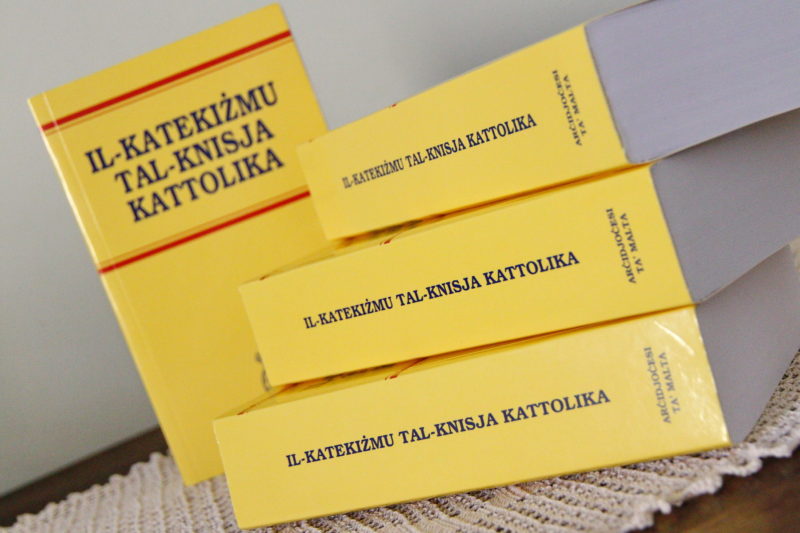 IL-KATEKIŻMU
TAL-KNISJA
KATTOLIKA
IL-KATEKIŻMU TAL-KNISJA KATTOLIKA
ARĊIDJOĊESI
TA' MALTA
IL-KATEKIŻMU TAL-KNISJA KATTOLIKA
ARĊIDJOĊESI
TA' MALTA
IL-KATEKIŻMU TAL-KNISJA KATTOLIKA
ARĊIDJOĊESI
TA' MALTA